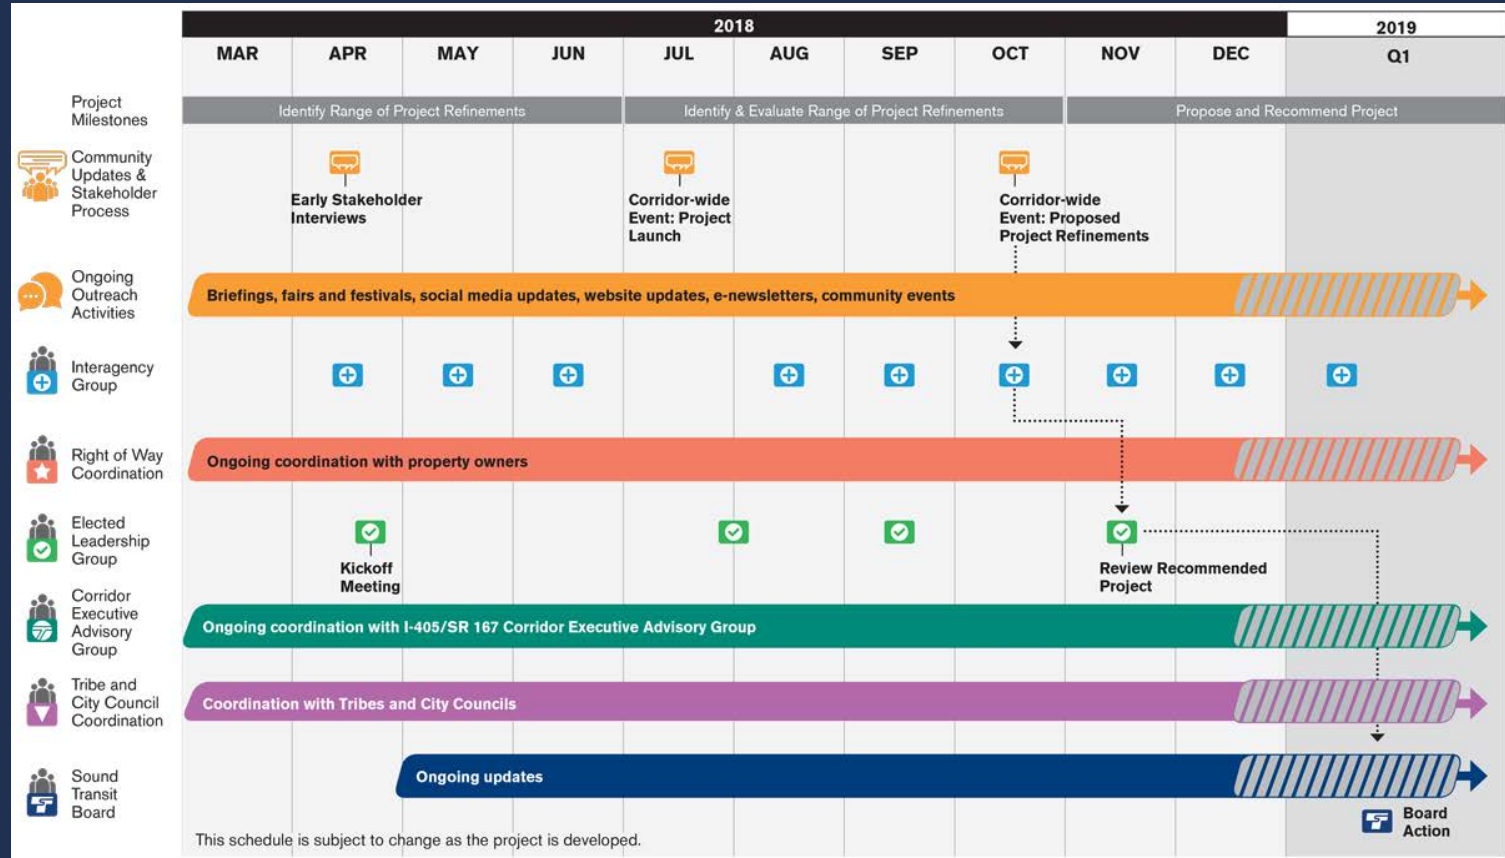 2018
2019
MAR APR MAY JUN JUL AUG SEP OCT NOV DEC Q1
Project
Milestones
Identify Range of Project Refinements
Identify & Evaluate Range of Project Refinements
Propose and Recommend Project
Community
Updates &
Stakeholder
Process
Early Stakeholder
Interviews
Corridor-wide
Event: Project
Launch
Corridor-wide
Event: Proposed
Project Refinements
Ongoing
Outreach
Activities
Briefings, fairs and festivals, social media updates, website updates, e-newsletters, community events
Interagency
Group
Right of Way
Coordination
Ongoing coordination with property owners
Elected
Leadership
Group
Kickoff
Meeting
Review Recommended
Project
Corridor
Executive
Advisory
Group
Ongoing coordination with I-405/SR 167 Corridor Executive Advisory Group
Tribe and
City Council
Coordination
Coordination with Tribes and City Councils
Sound
Transit
Board
Ongoing updates
Board
Action
This schedule is subject to change as the project is developed.